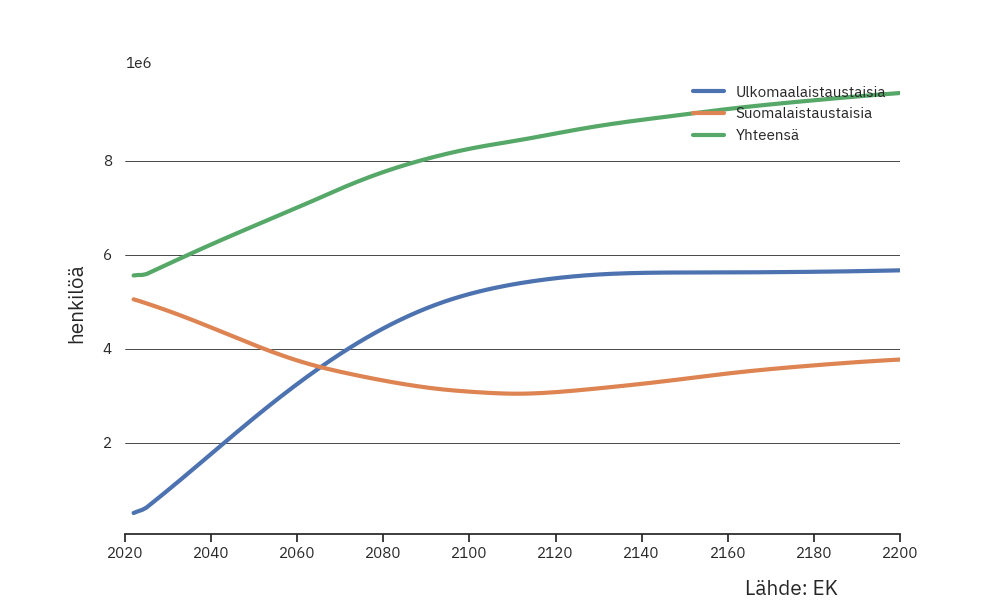 1e6
Ulkomaalaistaustaisia
Suomalaistaustaisia
Yhteensä
8
6
4
2
henkilöä
2020 2040 2060 2080 2100 2120 2140 2160 2180 2200
Lähde: EK